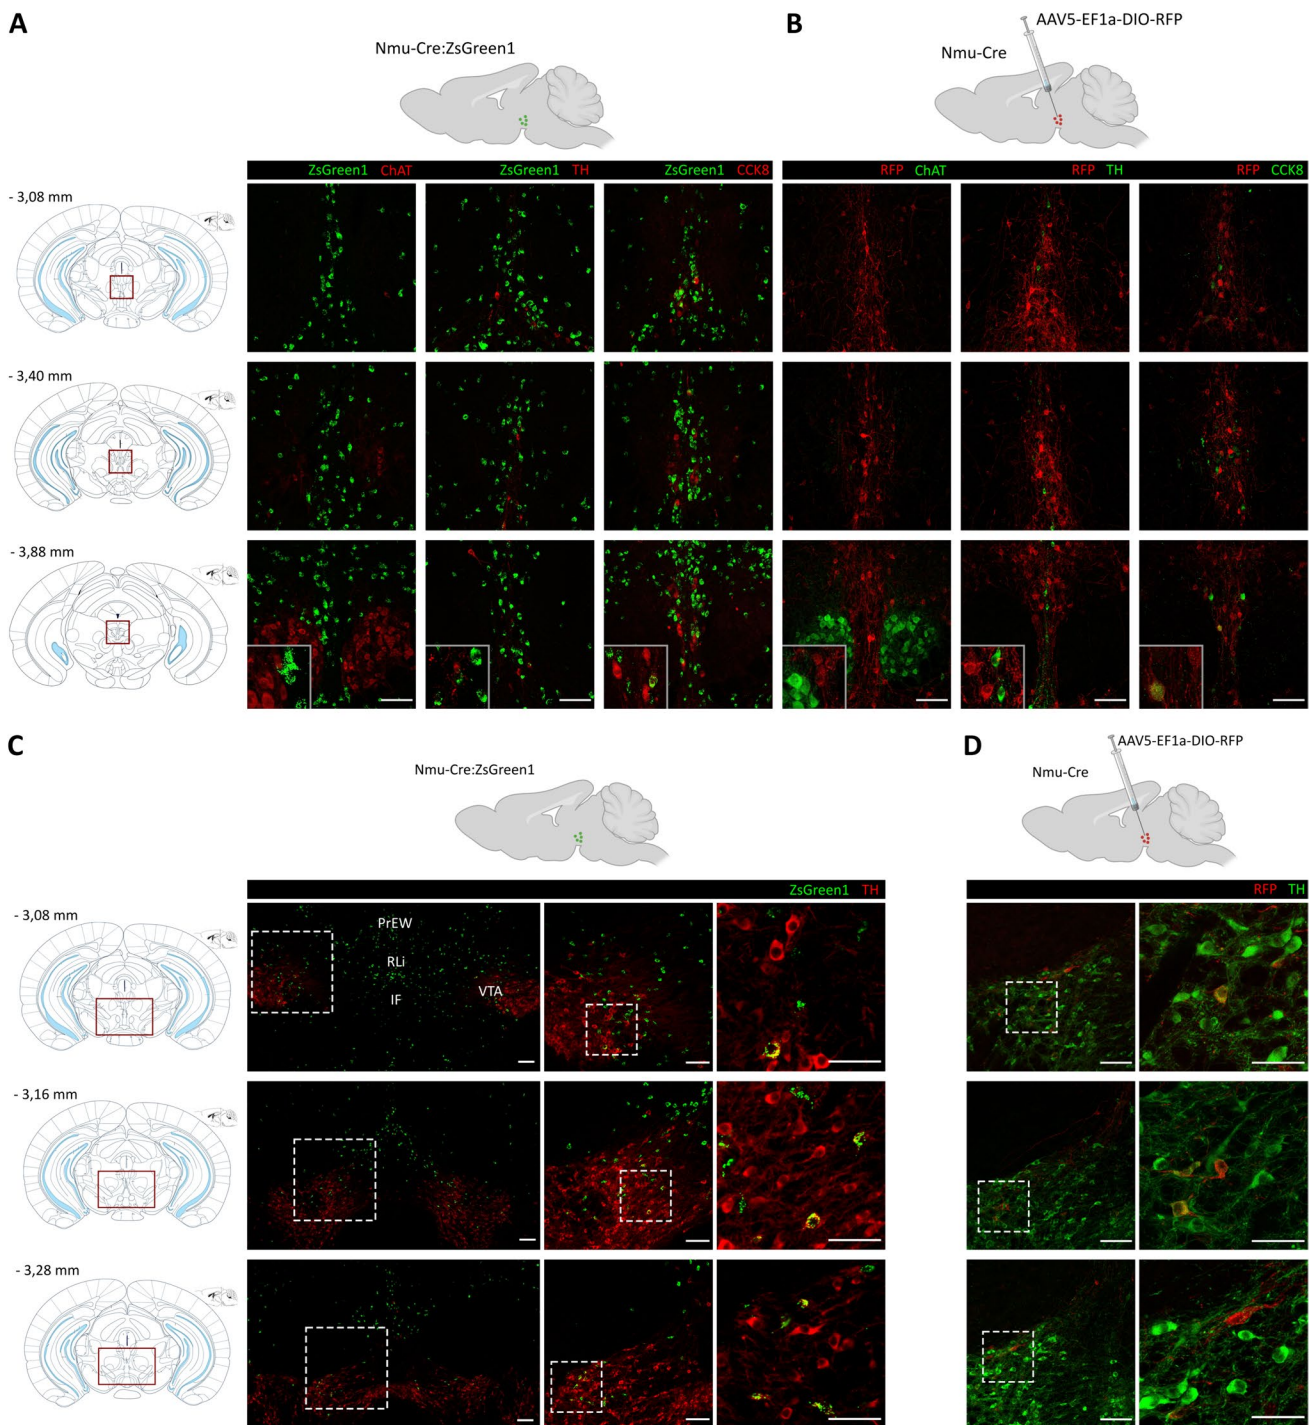 A
B
Nmu-Cre:ZsGreen1
AAV5-EF1a-DIO-RFP
Nmu-Cre
ZsGreen1 ChAT
ZsGreen1 TH
ZsGreen1 CCK8
RFP ChAT
RFP TH
RFP CCK8
- 3,08 mm
- 3,40 mm
- 3,88 mm
C
D
Nmu-Cre:ZsGreen1
AAV5-EF1a-DIO-RFP
Nmu-Cre
ZsGreen1 TH
RFP TH
- 3,08 mm
PrEW
RLi
IF
VTA
- 3,16 mm
- 3,28 mm